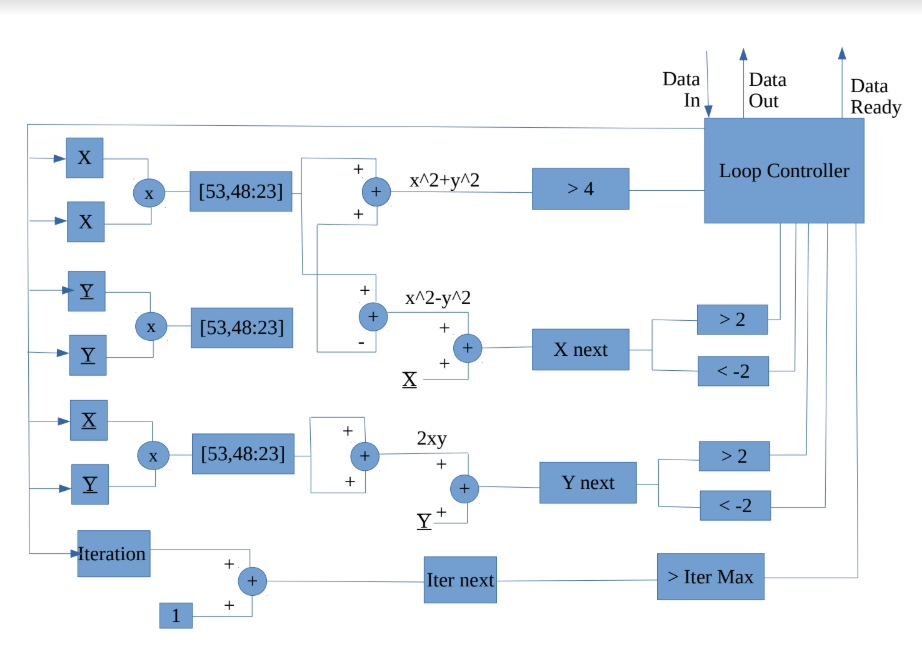 Data
In
Data
Out
Data
Ready
Loop Controller
X
X
x
[53,48:23]
+
+
+
x^2+y^2
> 4
Y
Y
x
[53,48:23]
+
+
-
x^2-y^2
+
+
+
X
X next
> 2
< -2
X
Y
x
[53,48:23]
+
+
+
2xy
+
+
+
Y
Y next
> 2
< -2
Iteration
+
+
+
1
Iter next
> Iter Max